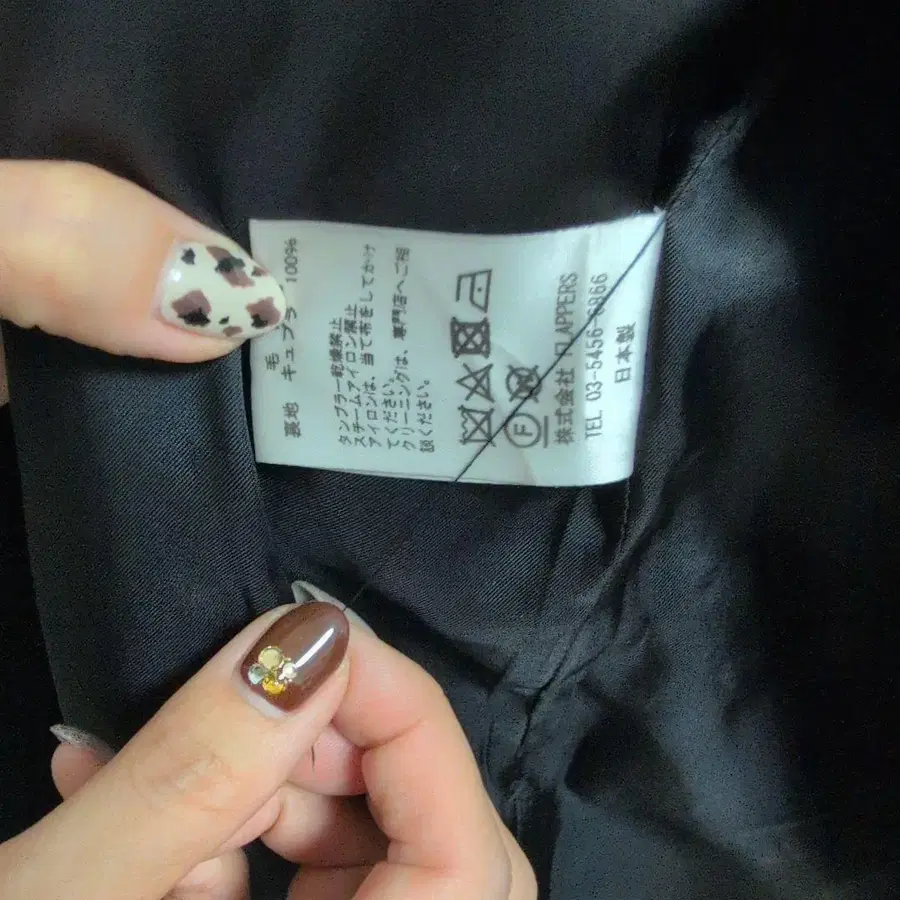 毛
裏地 キュプラ 100%
タンブラー乾燥禁止
スチームアイロン禁止
アイロンは、当て布をしてかけ
てください。
クリーニングは、専門店へご相
談ください。
F
株式会社 FLAPPERS
TEL
日本製